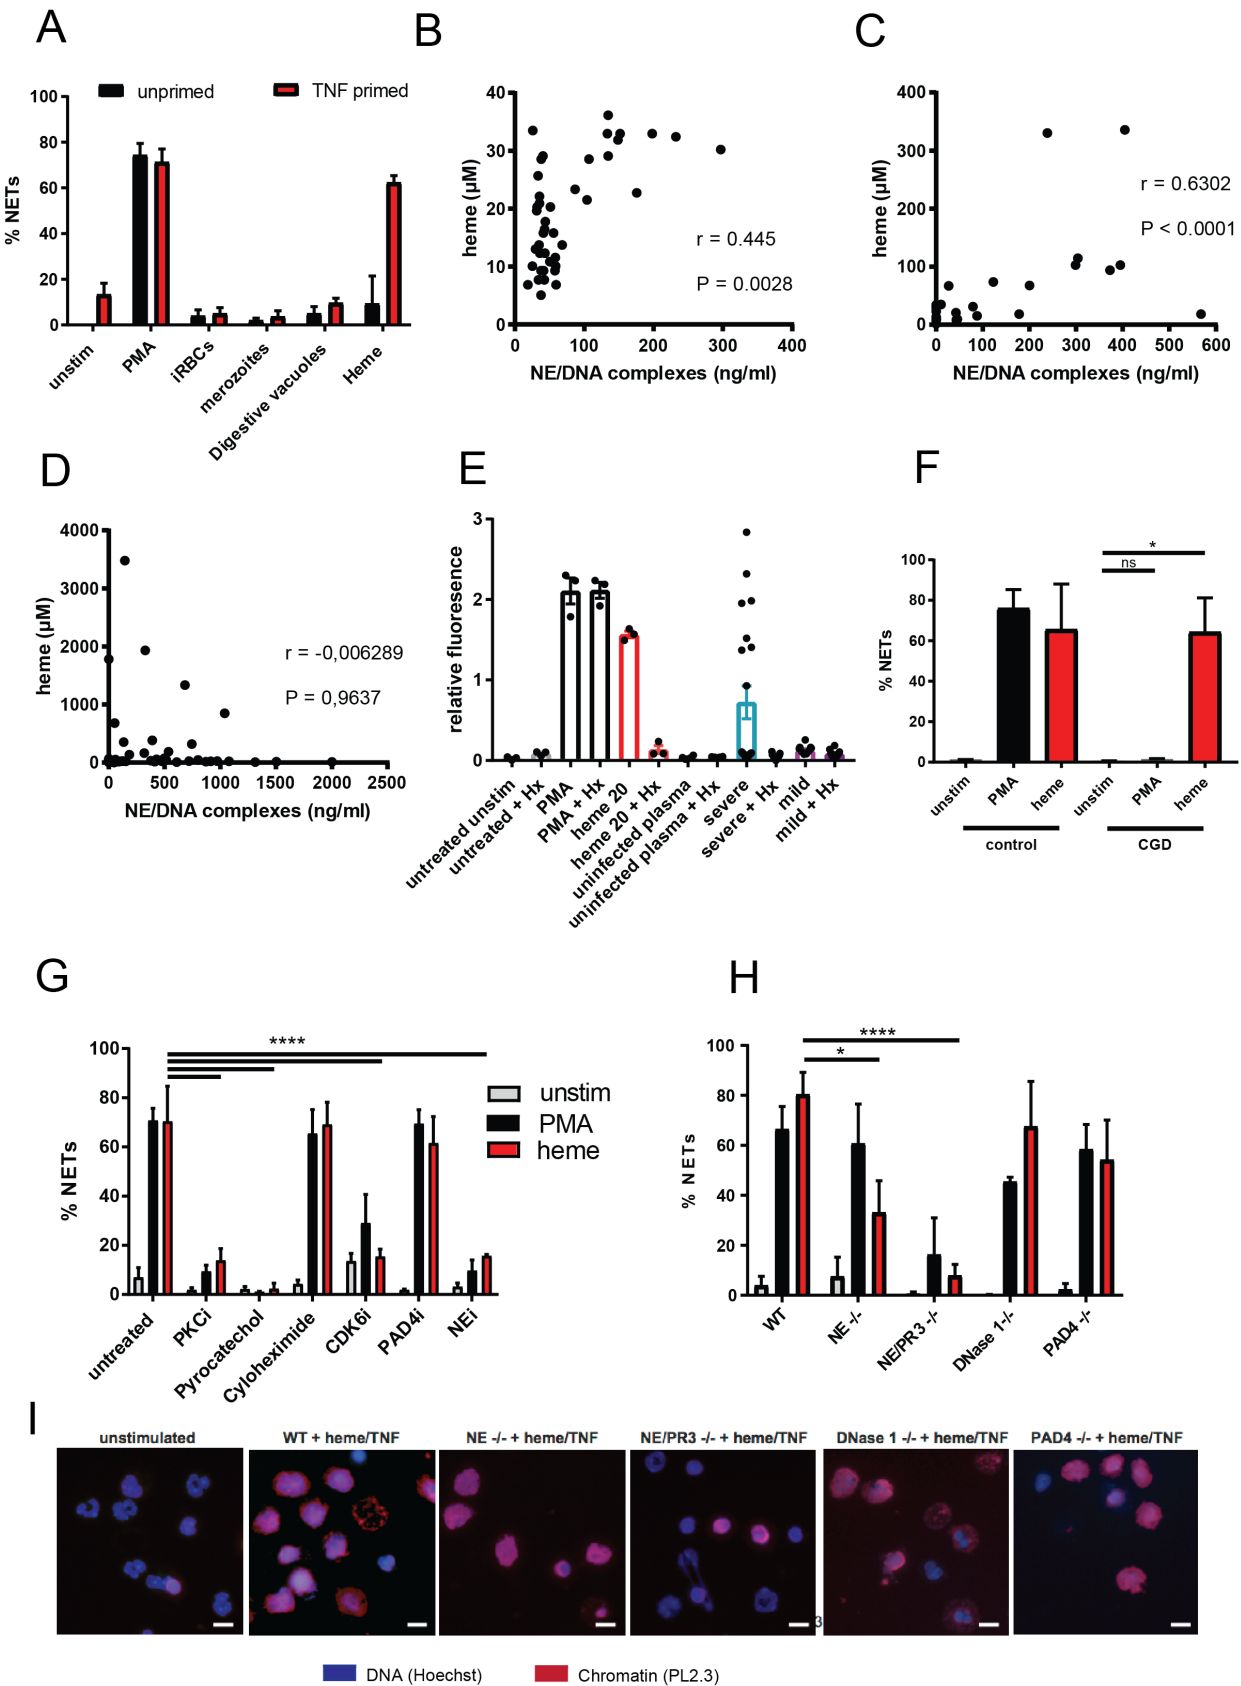 A
unprimed
TNF primed
% NETs
100
80
60
40
20
0
unstim
PMA
iRBCs
merozoites
Digestive vacuoles
Heme
B
heme (µM)
40
30
20
10
0
0 100 200 300 400
NE/DNA complexes (ng/ml)
r = 0.445
P = 0.0028
C
heme (µM)
400
300
200
100
0
0 100 200 300 400 500 600
NE/DNA complexes (ng/ml)
r = 0.6302
P < 0.0001
D
heme (µM)
4000
3000
2000
1000
0
0 500 1000 1500 2000 2500
NE/DNA complexes (ng/ml)
r = -0,006289
P = 0,9637
E
relative fluoresence
3
2
1
0
untreated unstim
untreated + Hx
PMA
PMA + Hx
heme 20
heme 20 + Hx
uninfected plasma
uninfected plasma + Hx
severe
severe + Hx
mild
mild + Hx
F
% NETs
100
80
60
40
20
0
*
ns
unstim
PMA
heme
unstim
PMA
heme
control
CGD
G
% NETs
100
80
60
40
20
0
****
unstim
PMA
heme
untreated
PKCi
Pyrocatechol
Cyloheximide
CDK6i
PAD4i
NEi
H
% NETs
100
80
60
40
20
0
****
*
WT
NE -/-
NE/PR3 -/-
DNase 1-/-
PAD4 -/-
I
unstimulated
WT + heme/TNF
NE -/- + heme/TNF
NE/PR3 -/- + heme/TNF
DNase 1 -/- + heme/TNF
PAD4 -/- + heme/TNF
3
DNA (Hoechst)
Chromatin (PL2.3)